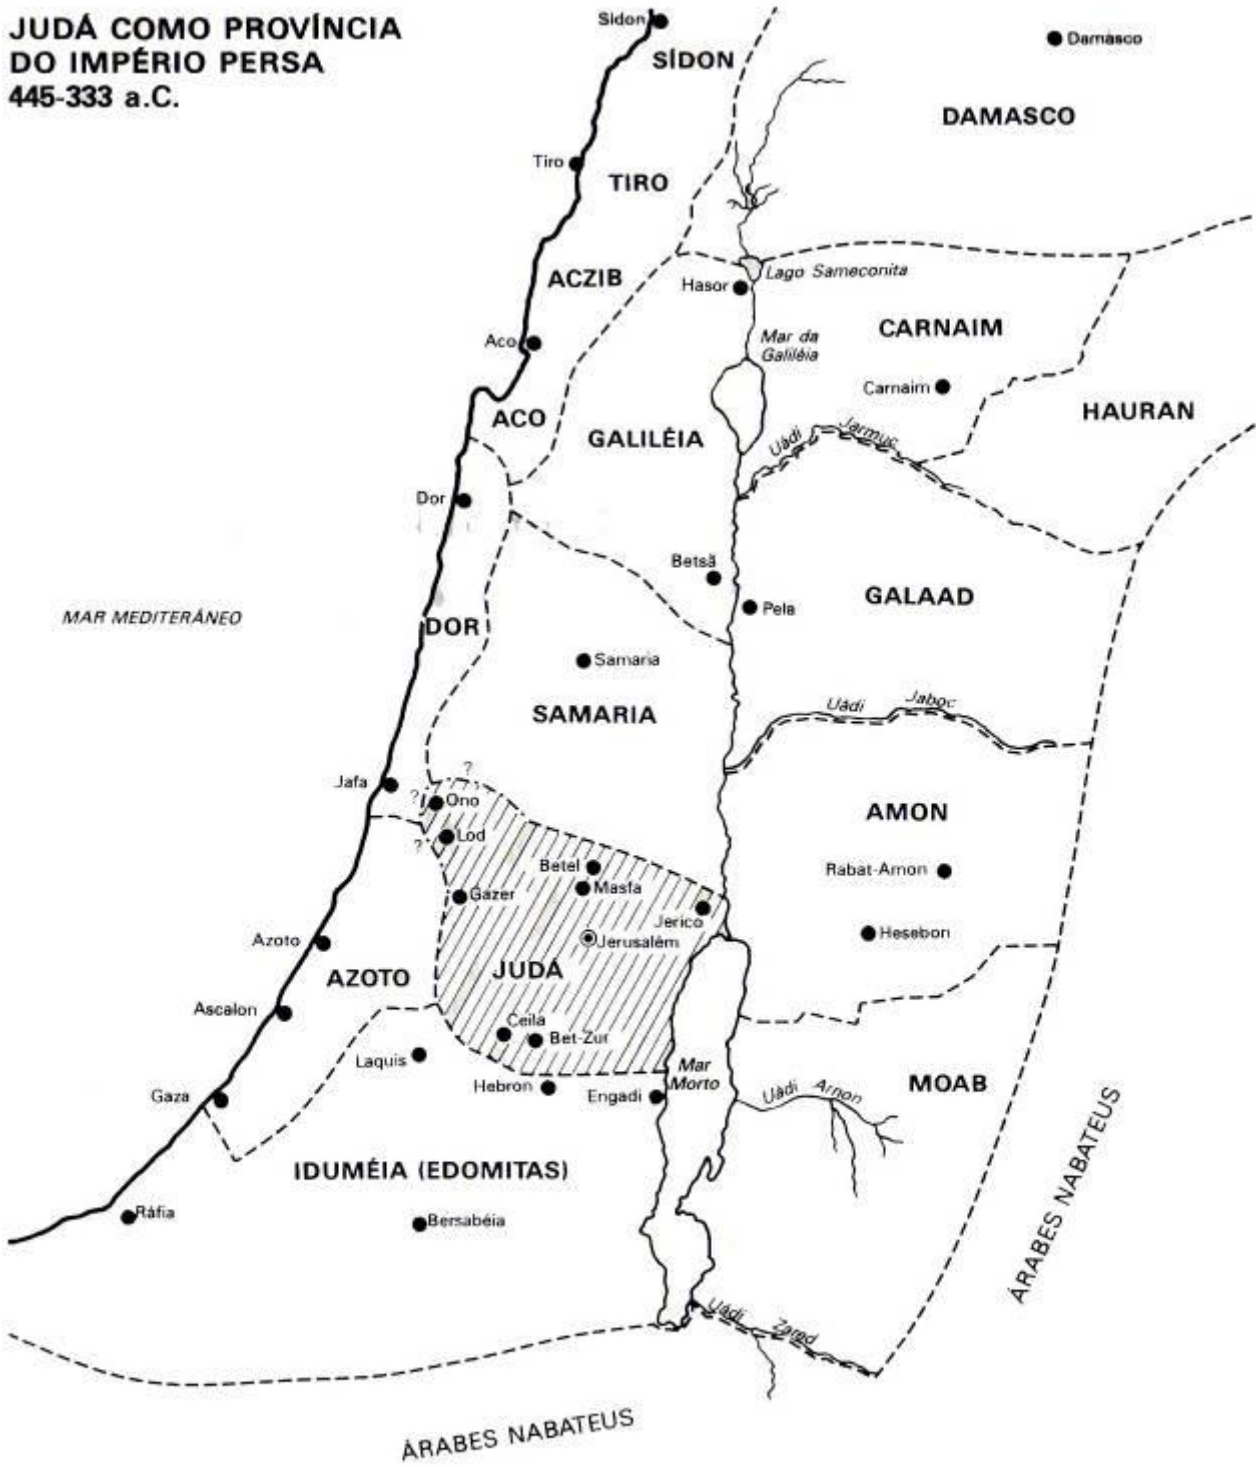 JUDÁ COMO PROVÍNCIA
DO IMPÉRIO PERSA
445-333 a.C.
Sidon
SÍDON
Damasco
DAMASCO
Tiro
TIRO
ACZIB
Hasor
Lago Sameconita
CARNAIM
Aco
Mar da
Galiléia
Carnaim
HAURAN
ACO
GALILÉIA
Uádi Jarmuc
Dor
Betsã
GALAAD
Pela
MAR MEDITERÂNEO
DOR
Samaria
SAMARIA
Uádi Jaboc
Jafa
?
?
Ono
AMON
Lod
?
Betel
Rabat-Amon
Masfa
Gazer
Jerico
Hesebon
Azoto
Jerusalém
AZOTO
JUDÁ
Ascalon
Ceila
Bet-Zur
Laquis
Mar
Morto
Hebron
Engadi
MOAB
Uádi Arnon
Gaza
IDUMÉIA (EDOMITAS)
ÁRABES NABATEUS
Ráfia
Bersabéia
Uádi Zared
ÁRABES NABATEUS